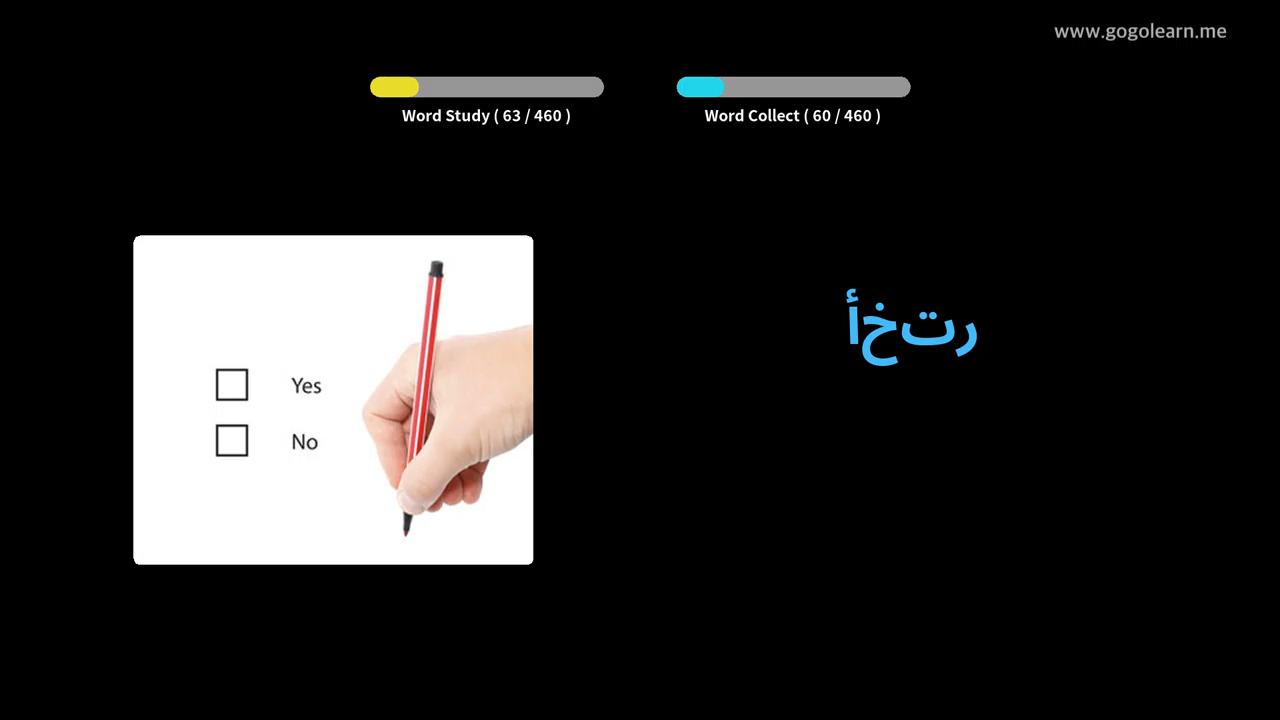 www.gogolearn.me
Word Study ( 63 / 460 )
Word Collect ( 60 / 460 )
رتخأ
Yes
No